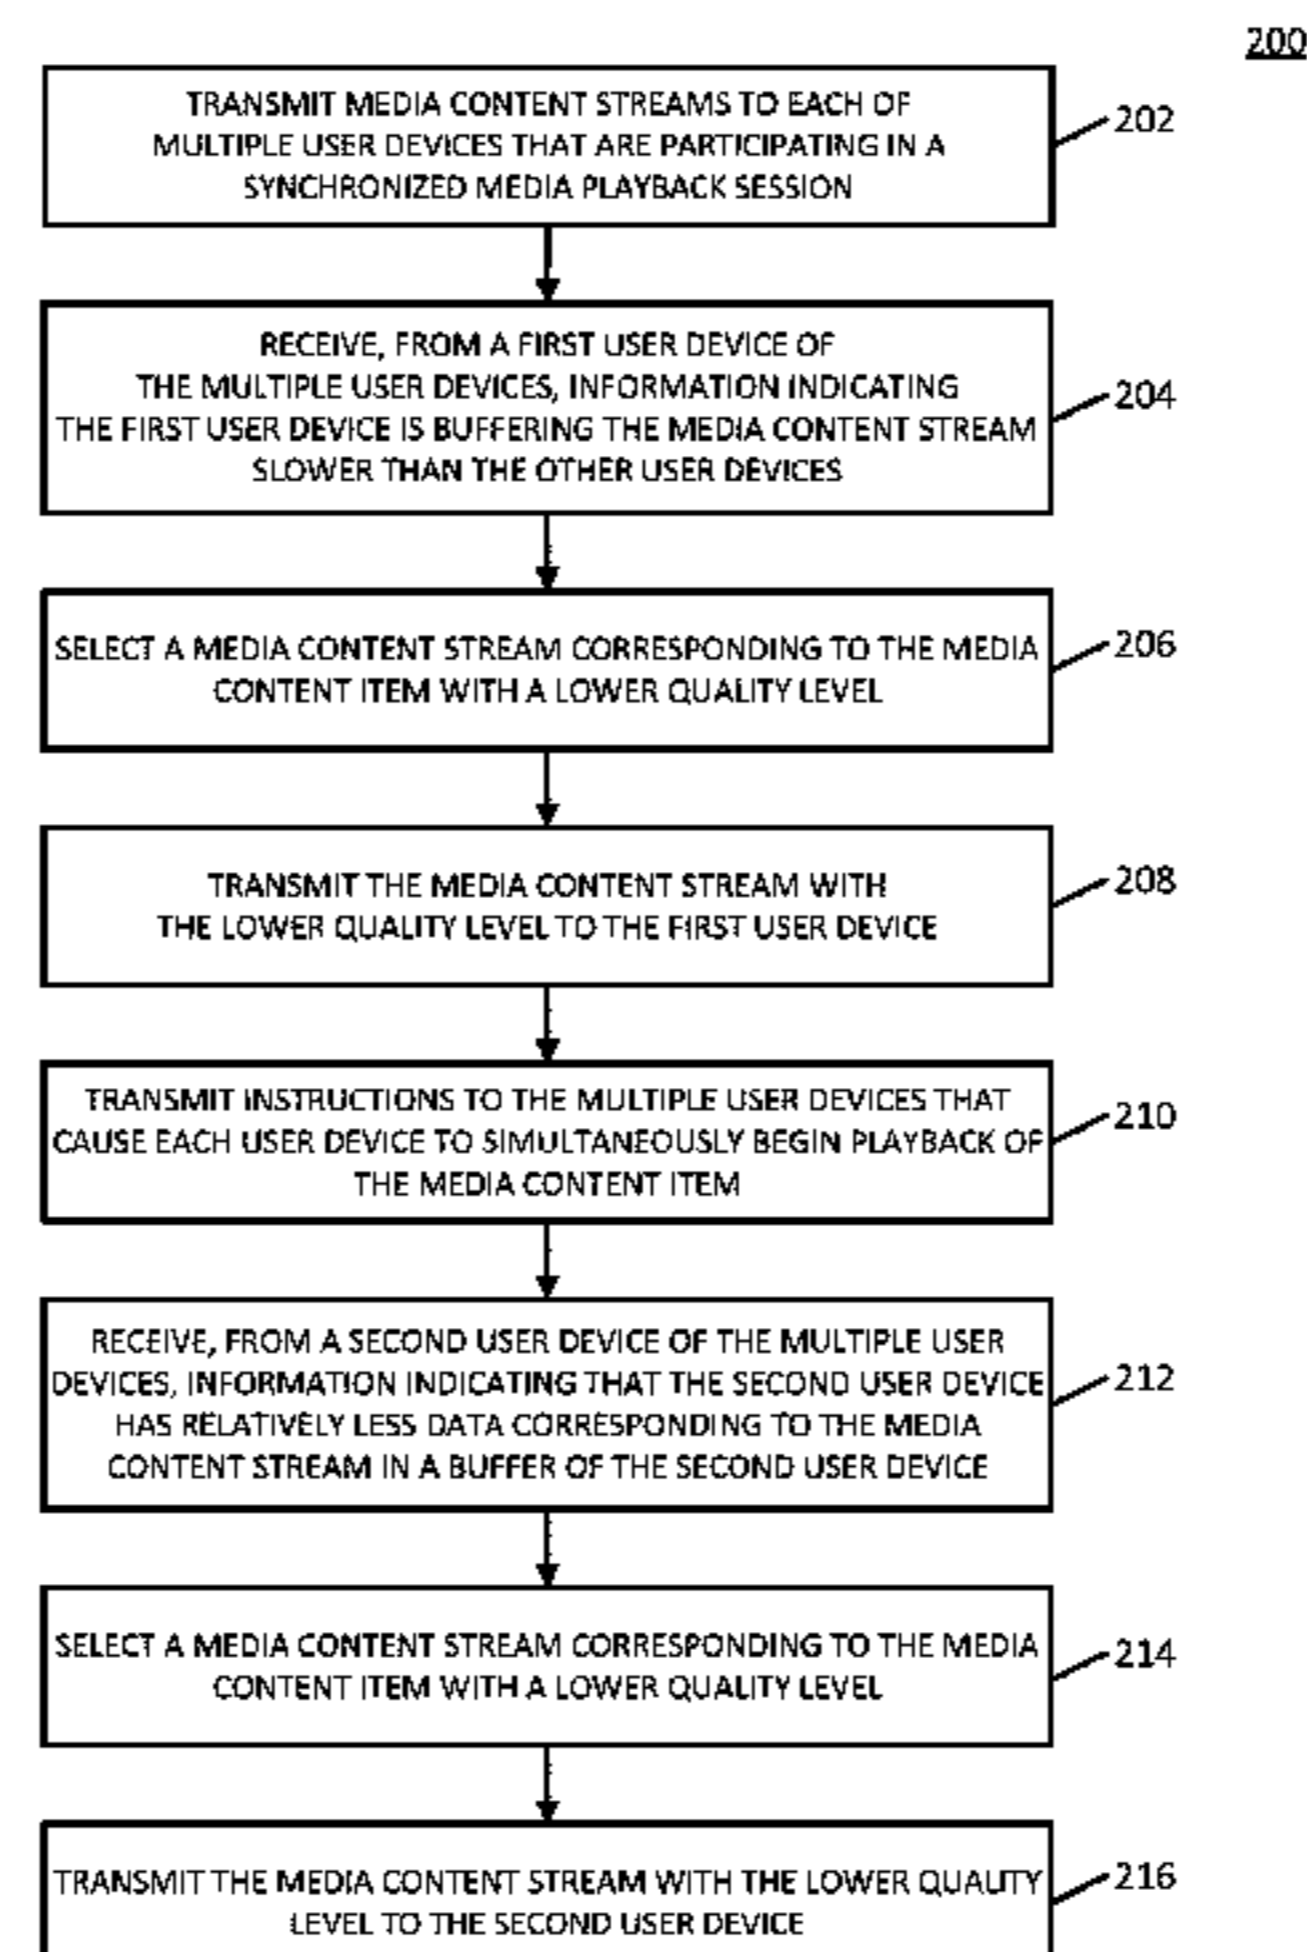 200
TRANSMIT MEDIA CONTENT STREAMS TO EACH OF
MULTIPLE USER DEVICES THAT ARE PARTICIPATING IN A
SYNCHRONIZED MEDIA PLAYBACK SESSION
202
RECEIVE, FROM A FIRST USER DEVICE OF
THE MULTIPLE USER DEVICES, INFORMATION INDICATING
THE FIRST USER DEVICE IS BUFFERING THE MEDIA CONTENT STREAM
SLOWER THAN THE OTHER USER DEVICES
204
SELECT A MEDIA CONTENT STREAM CORRESPONDING TO THE MEDIA
CONTENT ITEM WITH A LOWER QUALITY LEVEL
206
TRANSMIT THE MEDIA CONTENT STREAM WITH
THE LOWER QUALITY LEVEL TO THE FIRST USER DEVICE
208
TRANSMIT INSTRUCTIONS TO THE MULTIPLE USER DEVICES THAT
CAUSE EACH USER DEVICE TO SIMULTANEOUSLY BEGIN PLAYBACK OF
THE MEDIA CONTENT ITEM
210
RECEIVE, FROM A SECOND USER DEVICE OF THE MULTIPLE USER
DEVICES, INFORMATION INDICATING THAT THE SECOND USER DEVICE
HAS RELATIVELY LESS DATA CORRESPONDING TO THE MEDIA
CONTENT STREAM IN A BUFFER OF THE SECOND USER DEVICE
212
SELECT A MEDIA CONTENT STREAM CORRESPONDING TO THE MEDIA
CONTENT ITEM WITH A LOWER QUALITY LEVEL
214
TRANSMIT THE MEDIA CONTENT STREAM WITH THE LOWER QUALITY
LEVEL TO THE SECOND USER DEVICE
216